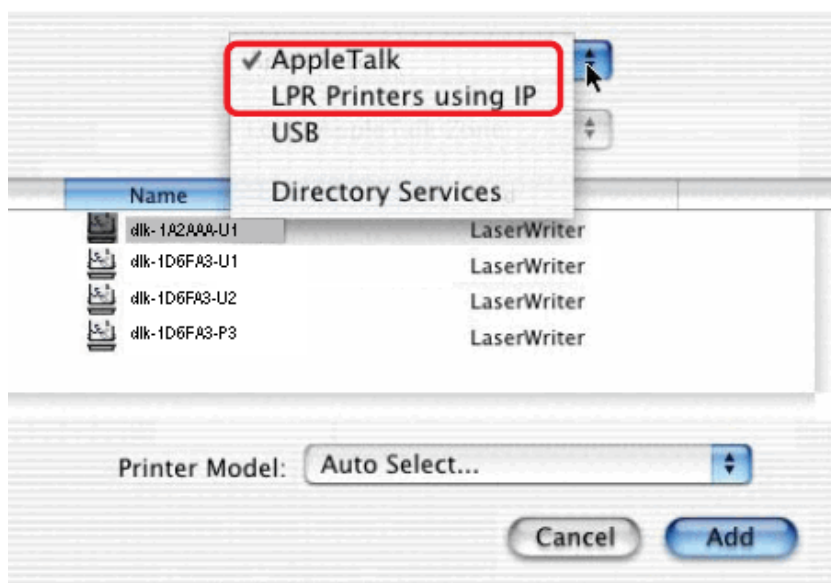 ✓ AppleTalk
LPR Printers using IP
USB
Directory Services
Name
dlk-1A2AAA-U1 LaserWriter
dlk-1D6FA3-U1 LaserWriter
dlk-1D6FA3-U2 LaserWriter
dlk-1D6FA3-P3 LaserWriter
Printer Model: Auto Select...
Cancel Add